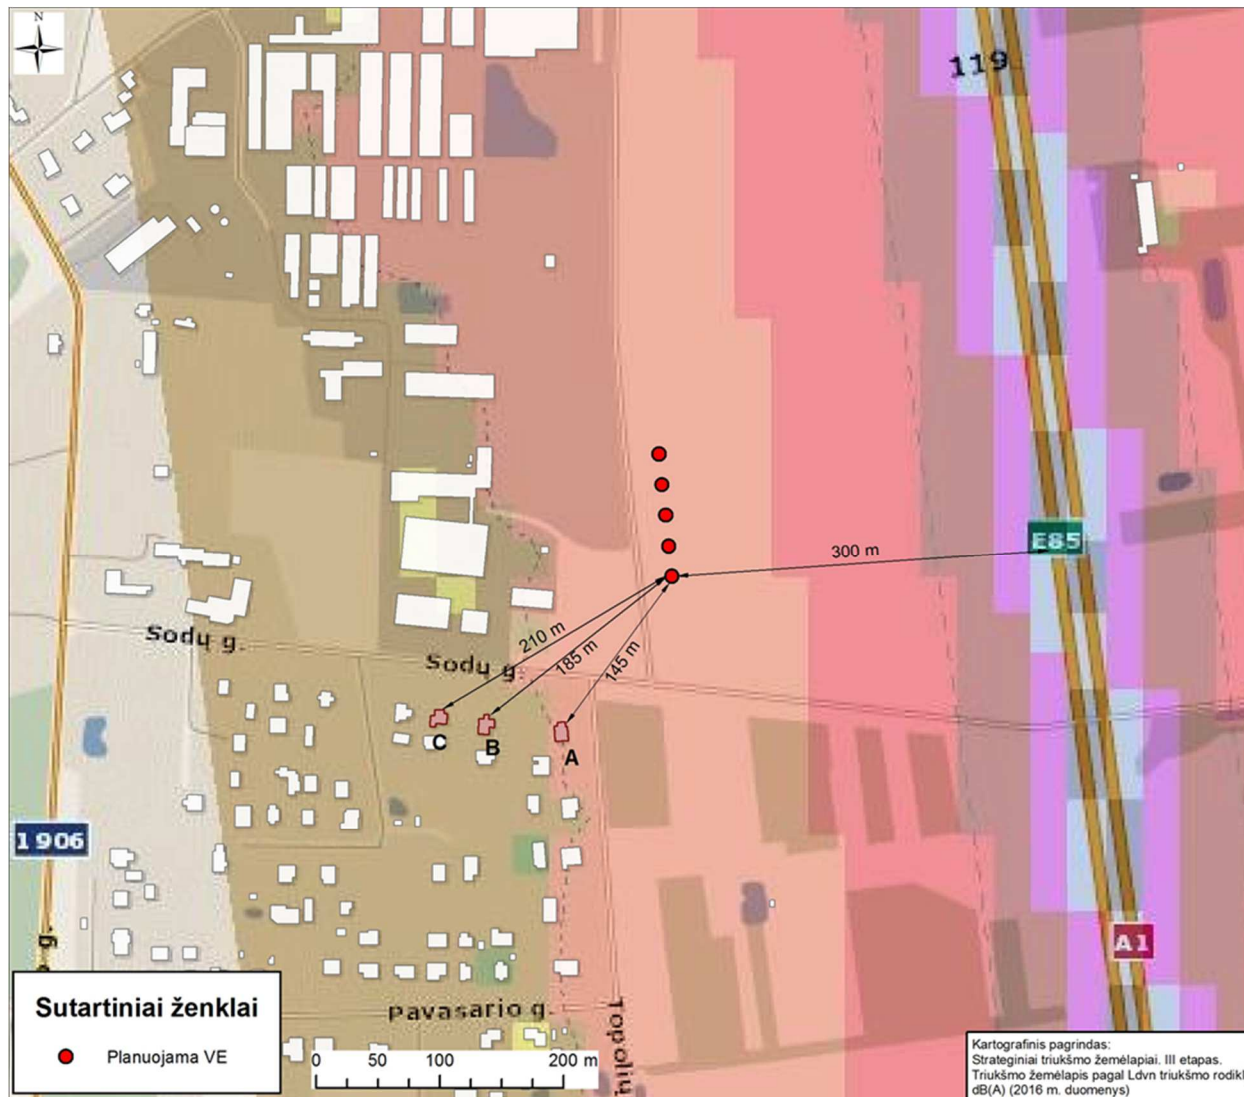 N
119
E85
300 m
210 m
185 m
145 m
Sodų g.
Sodų g.
C
B
A
1906
g.
A1
Pavasario g.
Topolių
Sutartiniai ženklai
Planuojama VE
0 50 100 200 m
Kartografinis pagrindas:
Strateginiai triukšmo žemėlapiai. III etapas.
Triukšmo žemėlapis pagal Ldvn triukšmo rodikl
dB(A) (2016 m. duomenys)